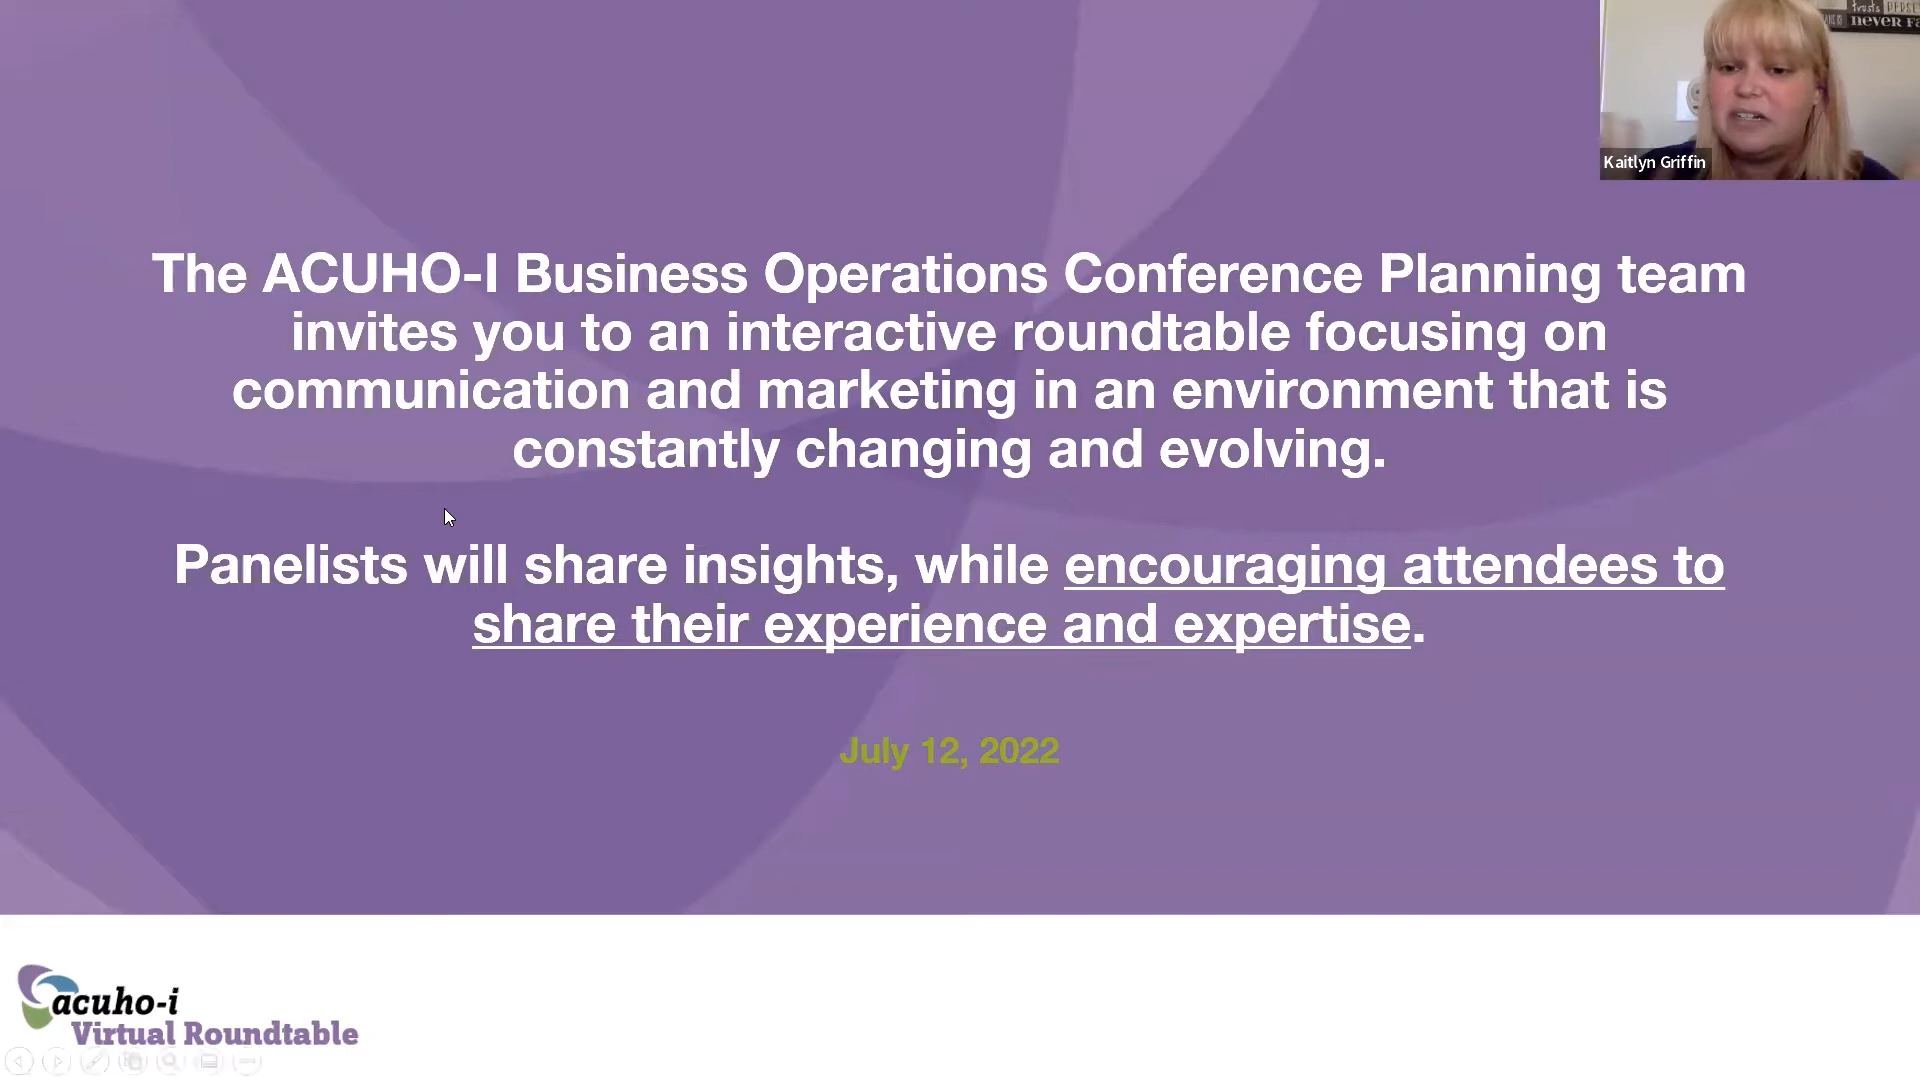 trusts
never
Kaitlyn Griffin
The ACUHO-I Business Operations Conference Planning team
invites you to an interactive roundtable focusing on
communication and marketing in an environment that is
constantly changing and evolving.
Panelists will share insights, while encouraging attendees to
share their experience and expertise.
July 12, 2022
acuho-i
Virtual Roundtable